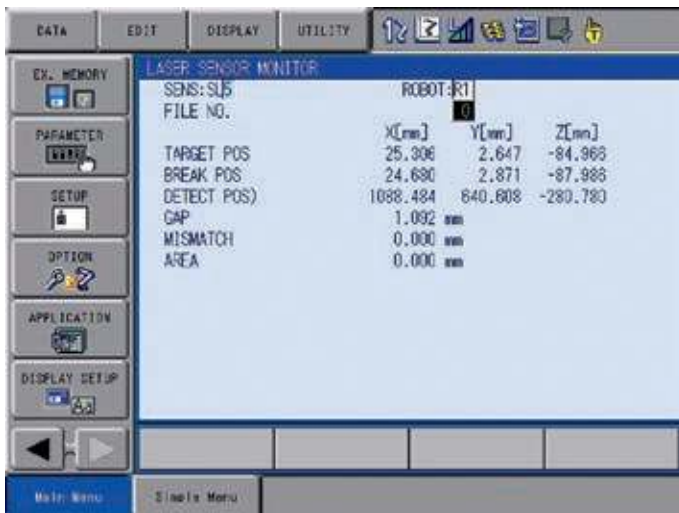 DATA EDIT DISPLAY UTILITY
EX. MEMORY
PARAMETER
SETUP
OPTION
APPLICATION
DISPLAY SETUP
LASER SENSOR MONITOR
SENS:SL5 ROBOT:R1
FILE NO. 0
X[mm] Y[mm] Z[mm]
TARGET POS 25.306 2.647 -84.966
BREAK POS 24.680 2.871 -87.986
DETECT POS) 1088.484 640.608 -280.780
GAP 1.092 mm
MISMATCH 0.000 mm
AREA 0.000 mm
Main Menu Simple Menu